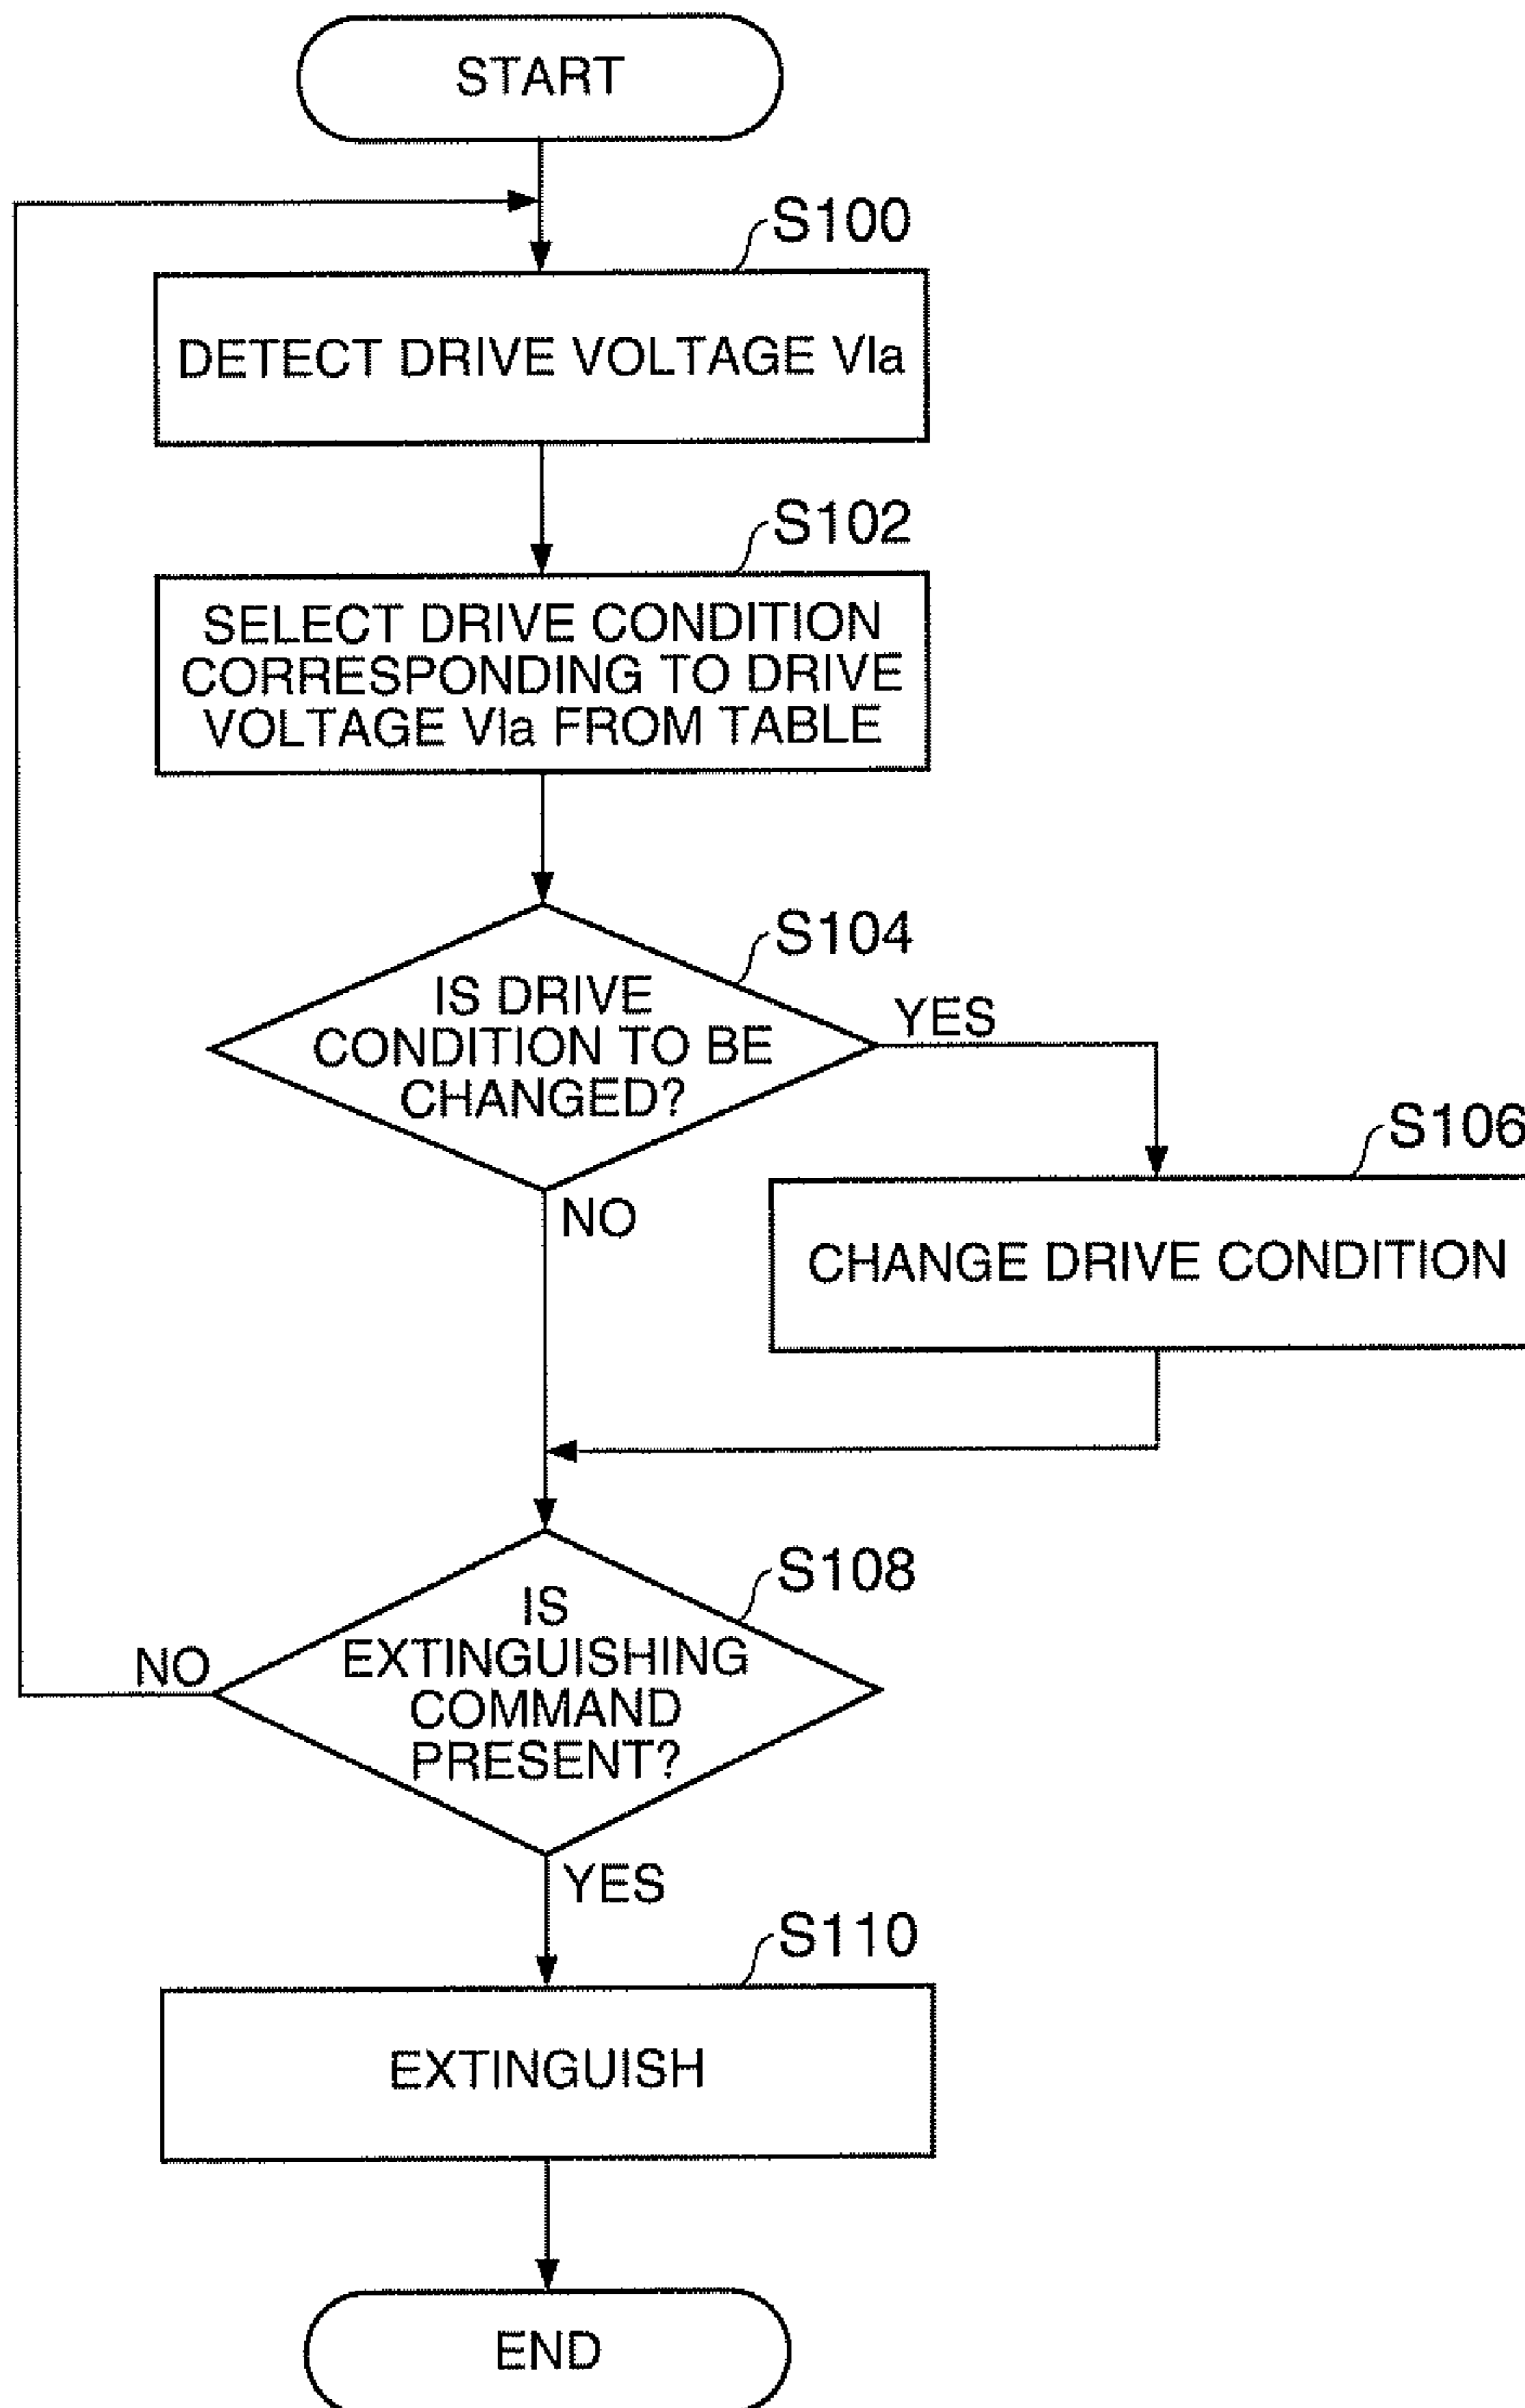 START
S100
DETECT DRIVE VOLTAGE Vla
S102
SELECT DRIVE CONDITION
CORRESPONDING TO DRIVE
VOLTAGE Vla FROM TABLE
S104
IS DRIVE
CONDITION TO BE
CHANGED?
YES
NO
S106
CHANGE DRIVE CONDITION
S108
IS
EXTINGUISHING
COMMAND
PRESENT?
NO
YES
S110
EXTINGUISH
END